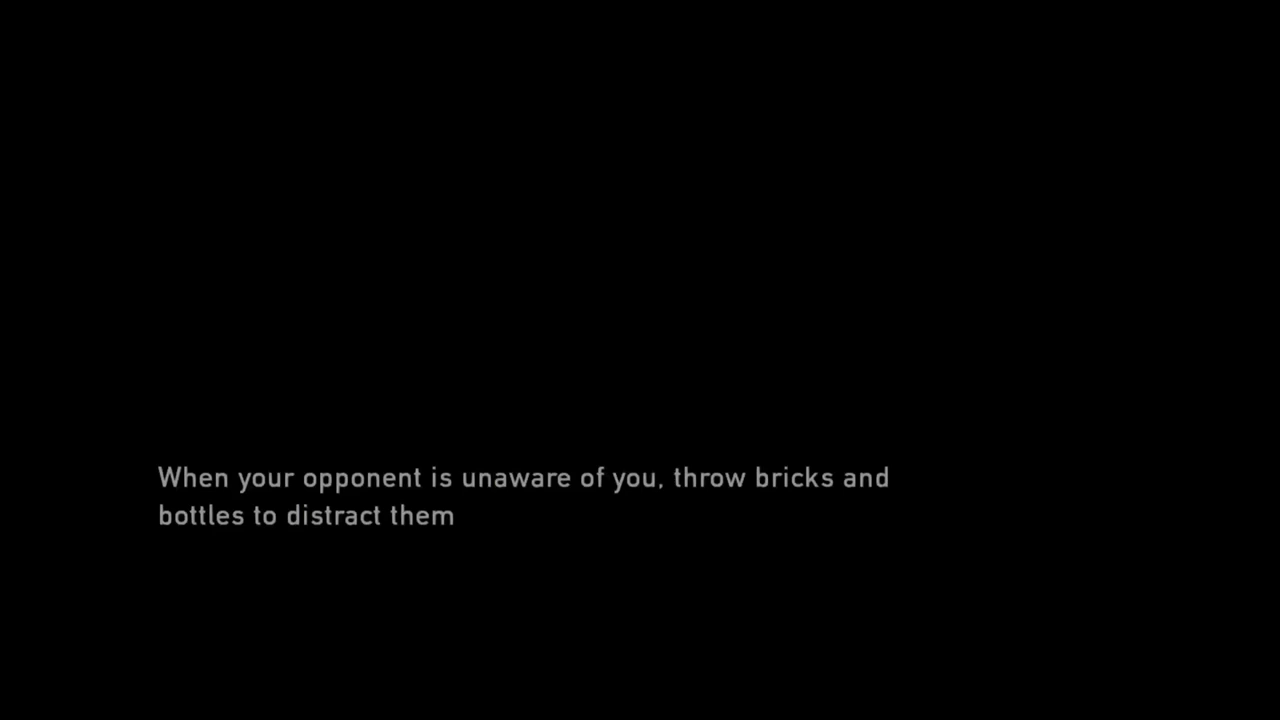 When your opponent is unaware of you, throw bricks and
bottles to distract them